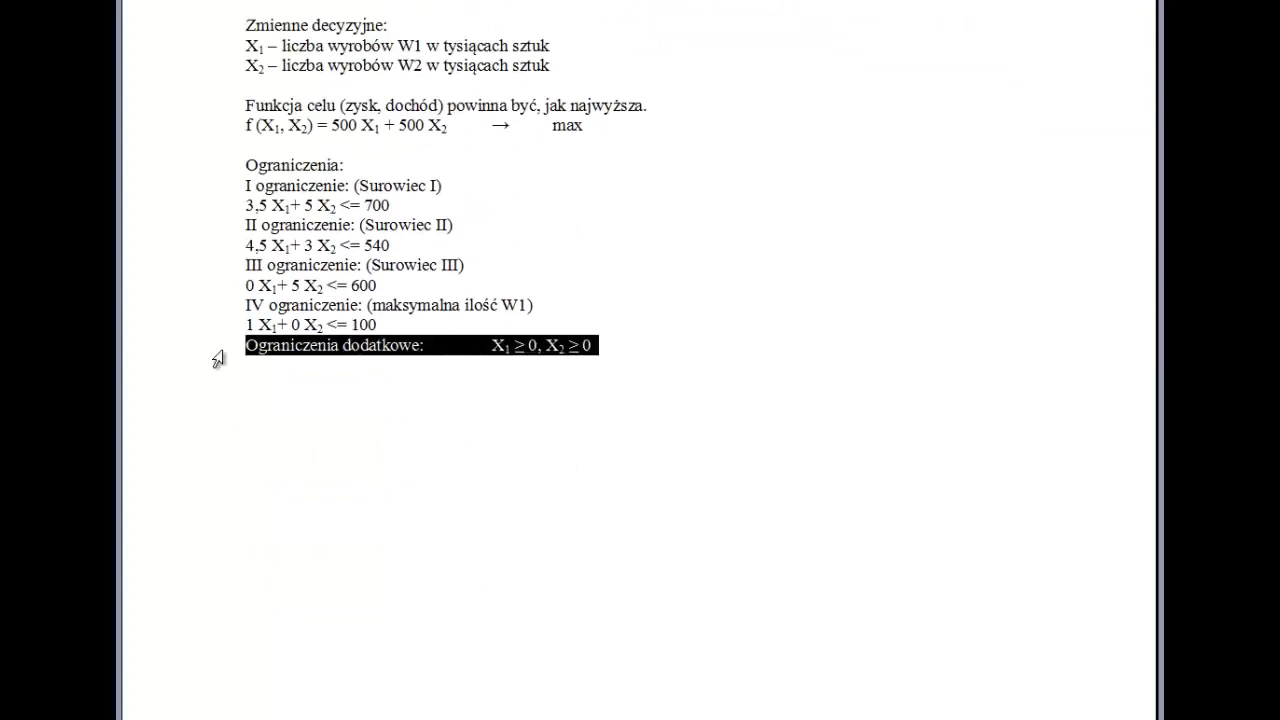 Zmienne decyzyjne:
X₁ – liczba wyrobów W1 w tysiącach sztuk
X₂ – liczba wyrobów W2 w tysiącach sztuk
Funkcja celu (zysk, dochód) powinna być, jak najwyższa.
f (X₁, X₂) = 500 X₁ + 500 X₂ → max
Ograniczenia:
I ograniczenie: (Surowiec I)
3,5 X₁+ 5 X₂ <= 700
II ograniczenie: (Surowiec II)
4,5 X₁+ 3 X₂ <= 540
III ograniczenie: (Surowiec III)
0 X₁+ 5 X₂ <= 600
IV ograniczenie: (maksymalna ilość W1)
1 X₁+ 0 X₂ <= 100
Ograniczenia dodatkowe: X₁ ≥ 0, X₂ ≥ 0